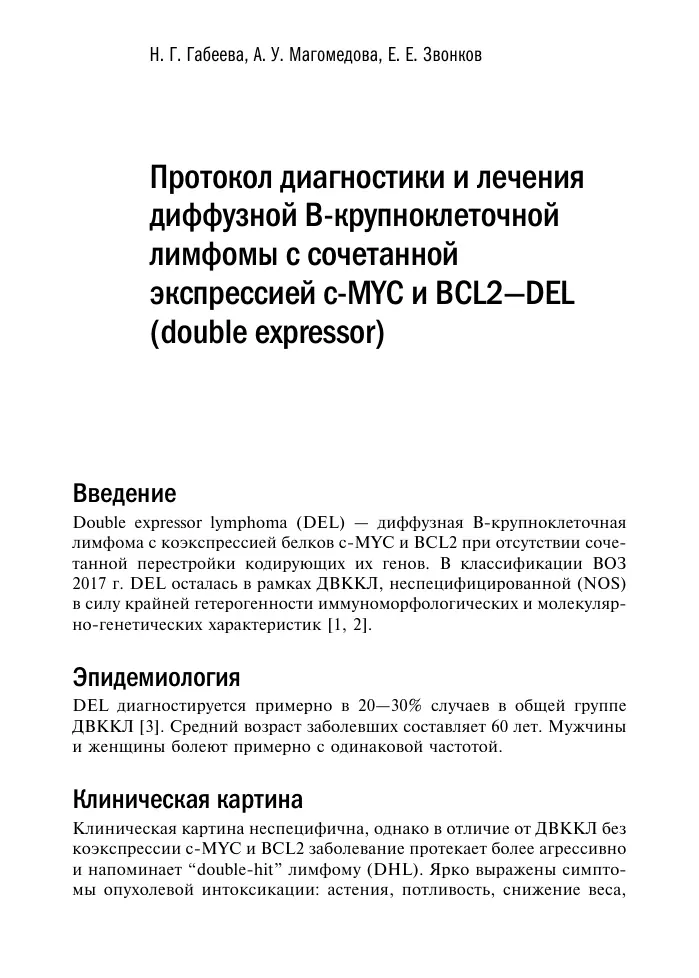 Н. Г. Габеева, А. У. Магомедова, Е. Е. Звонков
Протокол диагностики и лечения
диффузной В-крупноклеточной
лимфомы с сочетанной
экспрессией c-MYC и BCL2—DEL
(double expressor)
Введение
Double expressor lymphoma (DEL) — диффузная В-крупноклеточная
лимфома с коэкспрессией белков c-MYC и BCL2 при отсутствии соче-
танной перестройки кодирующих их генов. В классификации ВОЗ
2017 г. DEL осталась в рамках ДВККЛ, неспецифицированной (NOS)
в силу крайней гетерогенности иммуноморфологических и молекуляр-
но-генетических характеристик [1, 2].
Эпидемиология
DEL диагностируется примерно в 20—30% случаев в общей группе
ДВККЛ [3]. Средний возраст заболевших составляет 60 лет. Мужчины
и женщины болеют примерно с одинаковой частотой.
Клиническая картина
Клиническая картина неспецифична, однако в отличие от ДВККЛ без
коэкспрессии c-MYC и BCL2 заболевание протекает более агрессивно
и напоминает “double-hit” лимфому (DHL). Ярко выражены симпто-
мы опухолевой интоксикации: астения, потливость, снижение веса,